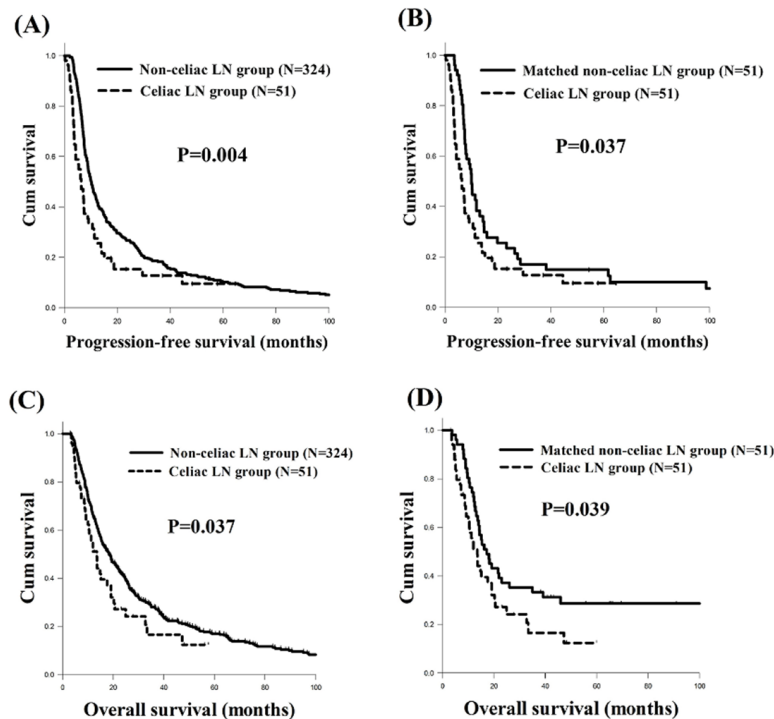 (A)
Cum survival
1.0
0.8
0.6
0.4
0.2
0.0
Non-celiac LN group (N=324)
Celiac LN group (N=51)
P=0.004
0 20 40 60 80 100
Progression-free survival (months)
(B)
Cum survival
1.0
0.8
0.6
0.4
0.2
0.0
Matched non-celiac LN group (N=51)
Celiac LN group (N=51)
P=0.037
0 20 40 60 80 100
Progression-free survival (months)
(C)
Cum survival
1.0
0.8
0.6
0.4
0.2
0.0
Non-celiac LN group (N=324)
Celiac LN group (N=51)
P=0.037
0 20 40 60 80 100
Overall survival (months)
(D)
Cum survival
1.0
0.8
0.6
0.4
0.2
0.0
Matched non-celiac LN group (N=51)
Celiac LN group (N=51)
P=0.039
0 20 40 60 80 100
Overall survival (months)